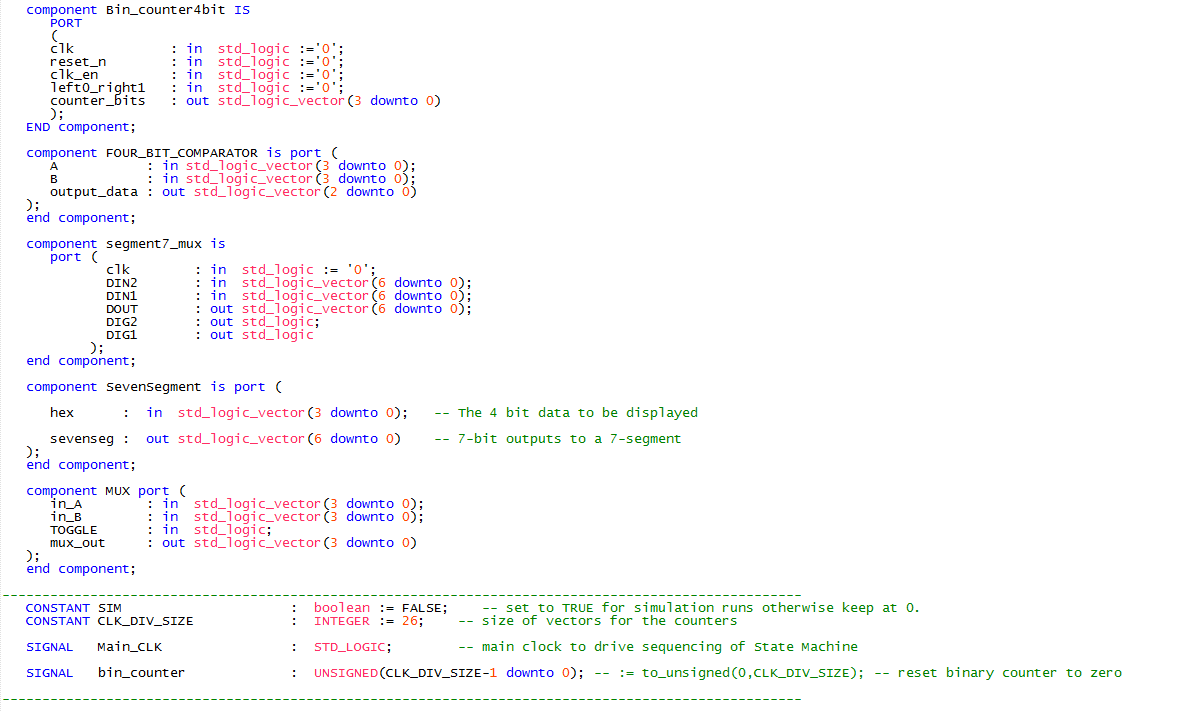 component Bin_counter4bit IS
PORT
(
clk : in std_logic :='0';
reset_n : in std_logic :='0';
clk_en : in std_logic :='0';
left0_right1 : in std_logic :='0';
counter_bits : out std_logic_vector(3 downto 0)
);
END component;
component FOUR_BIT_COMPARATOR is port (
A : in std_logic_vector(3 downto 0);
B : in std_logic_vector(3 downto 0);
output_data : out std_logic_vector(2 downto 0)
);
end component;
component segment7_mux is
port (
clk : in std_logic := '0';
DIN2 : in std_logic_vector(6 downto 0);
DIN1 : in std_logic_vector(6 downto 0);
DOUT : out std_logic_vector(6 downto 0);
DIG2 : out std_logic;
DIG1 : out std_logic
);
end component;
component SevenSegment is port (
hex : in std_logic_vector(3 downto 0); -- The 4 bit data to be displayed
sevenseg : out std_logic_vector(6 downto 0) -- 7-bit outputs to a 7-segment
);
end component;
component MUX port (
in_A : in std_logic_vector(3 downto 0);
in_B : in std_logic_vector(3 downto 0);
TOGGLE : in std_logic;
mux_out : out std_logic_vector(3 downto 0)
);
end component;
----------------------------------------------------------------------------------------------------
CONSTANT SIM : boolean := FALSE; -- set to TRUE for simulation runs otherwise keep at 0.
CONSTANT CLK_DIV_SIZE : INTEGER := 26; -- size of vectors for the counters
SIGNAL Main_CLK : STD_LOGIC; -- main clock to drive sequencing of State Machine
SIGNAL bin_counter : UNSIGNED(CLK_DIV_SIZE-1 downto 0); -- := to_unsigned(0,CLK_DIV_SIZE); -- reset binary counter to zero
----------------------------------------------------------------------------------------------------